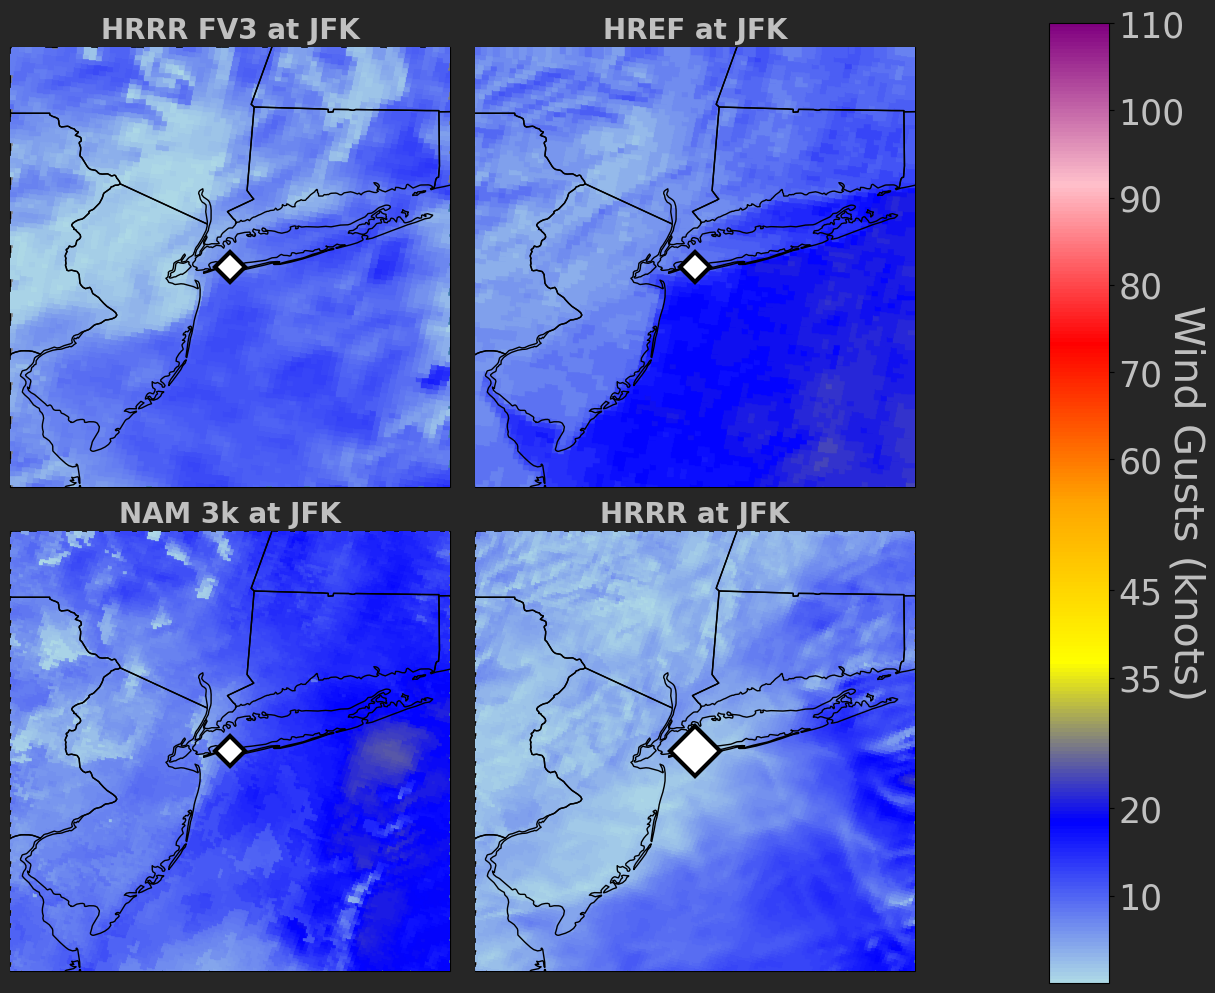 HRRR FV3 at JFK
HREF at JFK
NAM 3k at JFK
HRRR at JFK
110
100
90
80
70
60
45
35
20
10
Wind Gusts (knots)